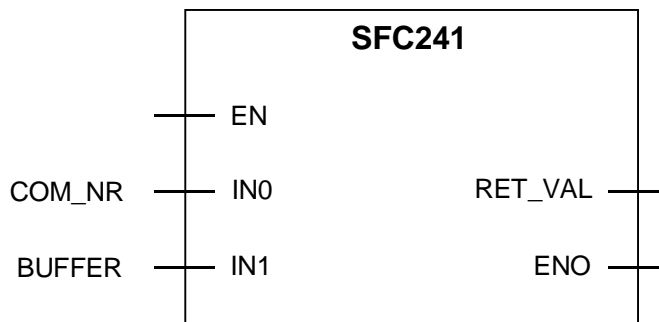 SFC241
EN
COM_NR IN0 RET_VAL
BUFFER IN1 ENO